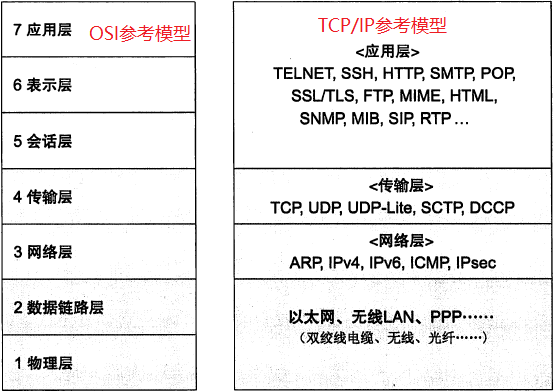 OSI参考模型
7 应用层
6 表示层
5 会话层
4 传输层
3 网络层
2 数据链路层
1 物理层
TCP/IP参考模型
<应用层>
TELNET, SSH, HTTP, SMTP, POP,
SSL/TLS, FTP, MIME, HTML,
SNMP, MIB, SIP, RTP ...
<传输层>
TCP, UDP, UDP-Lite, SCTP, DCCP
<网络层>
ARP, IPv4, IPv6, ICMP, IPsec
以太网、无线LAN、PPP……
（双绞线电缆、无线、光纤……）